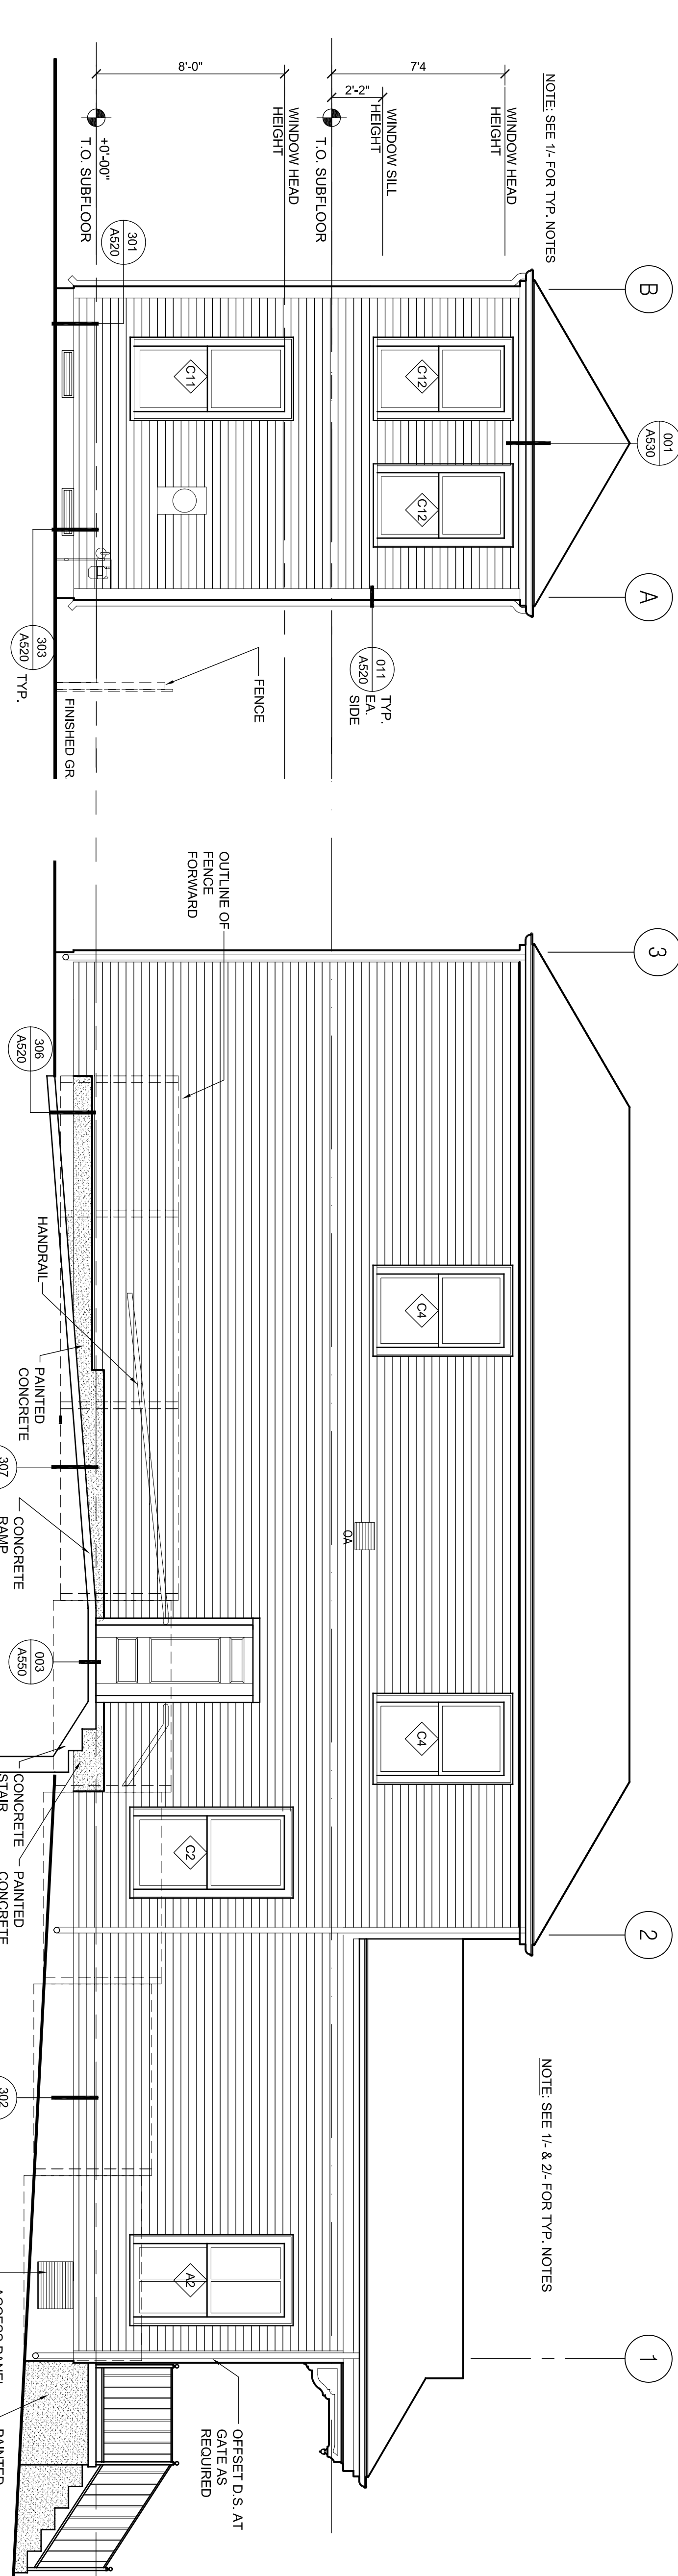 NOTE: SEE 1/- FOR TYP. NOTES
7'4
2'-2"
8'-0"
WINDOW HEAD
HEIGHT
WINDOW SILL
HEIGHT
T.O. SUBFLOOR
WINDOW HEAD
HEIGHT
+0'-00"
T.O. SUBFLOOR
B
A
001
A530
C12
C12
C11
301
A520
303
A520
TYP.
011
A520
TYP.
EA.
SIDE
FENCE
FINISHED GR
3
2
1
NOTE: SEE 1/- & 2/- FOR TYP. NOTES
OUTLINE OF
FENCE
FORWARD
306
A520
HANDRAIL
PAINTED
CONCRETE
307
CONCRETE
RAMP
003
A550
CONCRETE
STAIR
PAINTED
CONCRETE
302
C4
C4
OA
C2
A2
OFFSET D.S. AT
GATE AS
REQUIRED
ACCESS PANEL
PAINTED